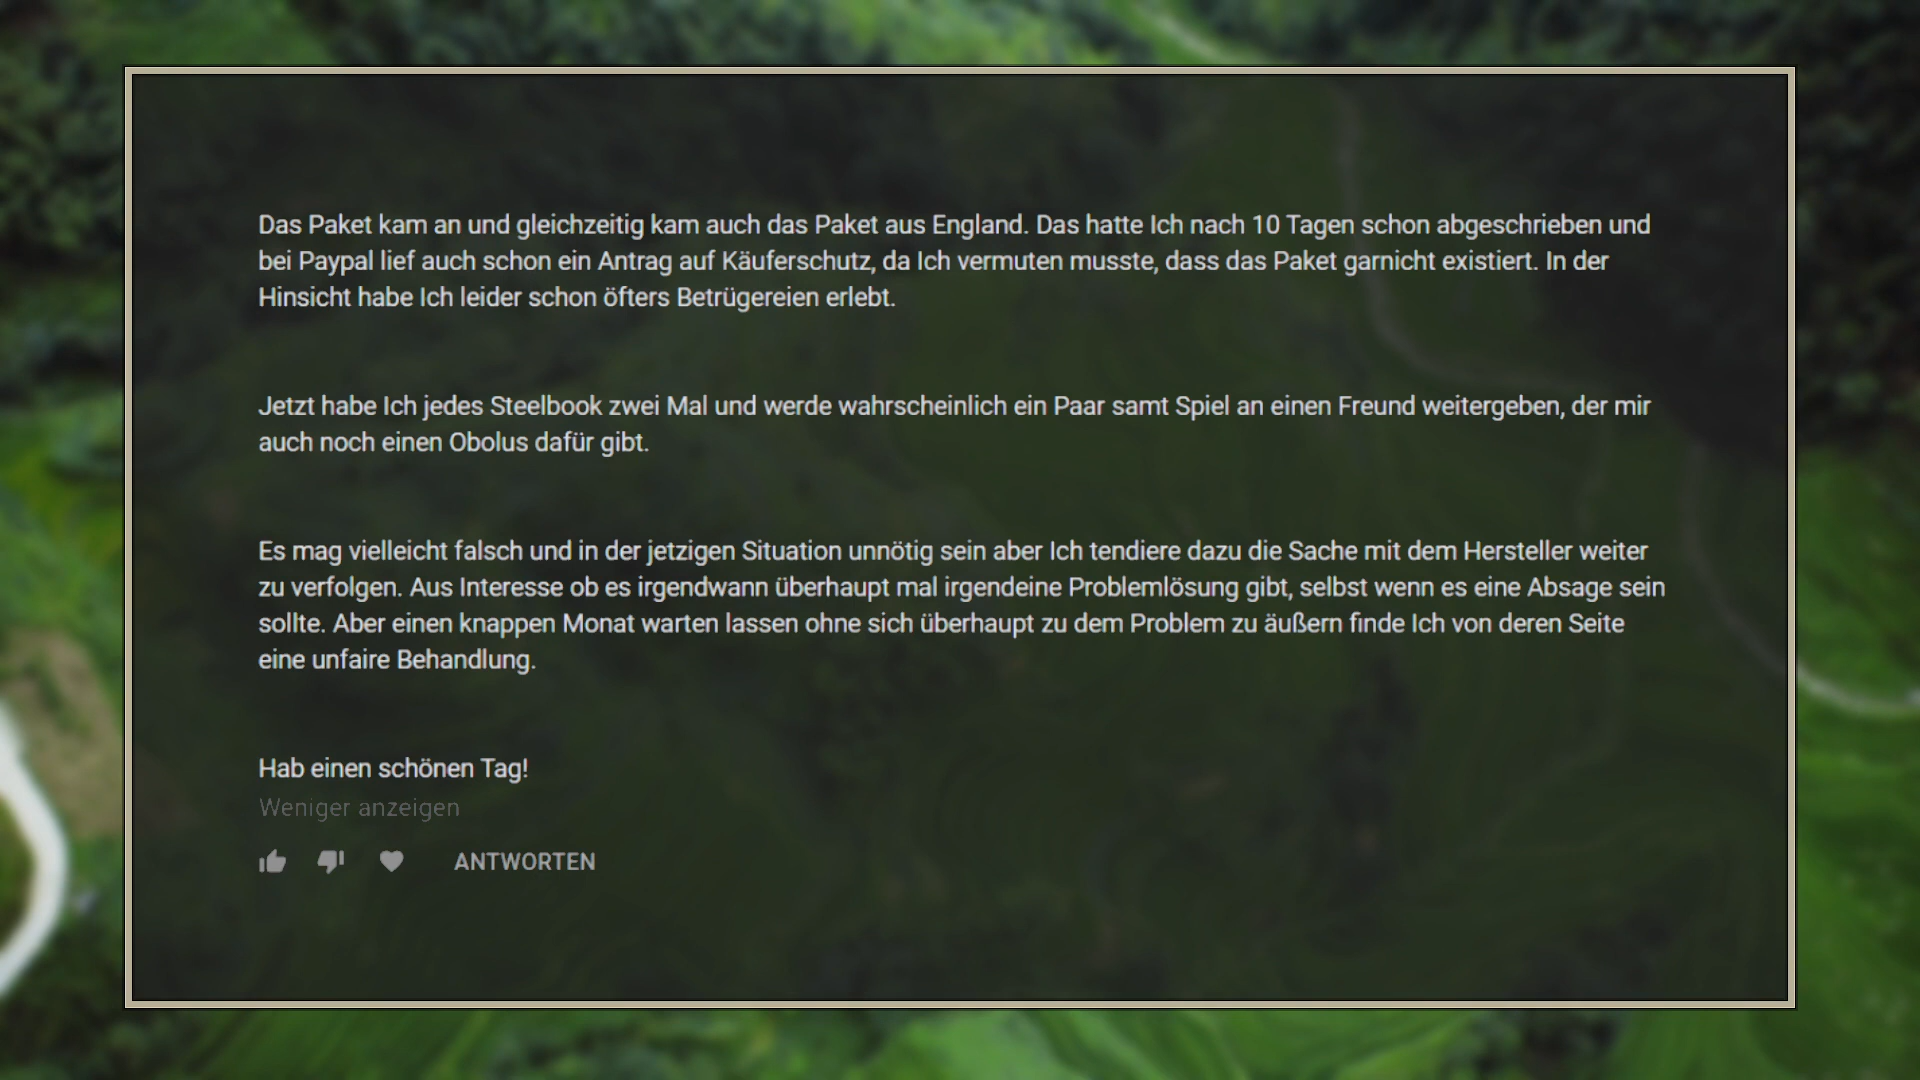 Das Paket kam an und gleichzeitig kam auch das Paket aus England. Das hatte Ich nach 10 Tagen schon abgeschrieben und
bei Paypal lief auch schon ein Antrag auf Käuferschutz, da Ich vermuten musste, dass das Paket garnicht existiert. In der
Hinsicht habe Ich leider schon öfters Betrügereien erlebt.
Jetzt habe Ich jedes Steelbook zwei Mal und werde wahrscheinlich ein Paar samt Spiel an einen Freund weitergeben, der mir
auch noch einen Obolus dafür gibt.
Es mag vielleicht falsch und in der jetzigen Situation unnötig sein aber Ich tendiere dazu die Sache mit dem Hersteller weiter
zu verfolgen. Aus Interesse ob es irgendwann überhaupt mal irgendeine Problemlösung gibt, selbst wenn es eine Absage sein
sollte. Aber einen knappen Monat warten lassen ohne sich überhaupt zu dem Problem zu äußern finde Ich von deren Seite
eine unfaire Behandlung.
Hab einen schönen Tag!
Weniger anzeigen
ANTWORTEN